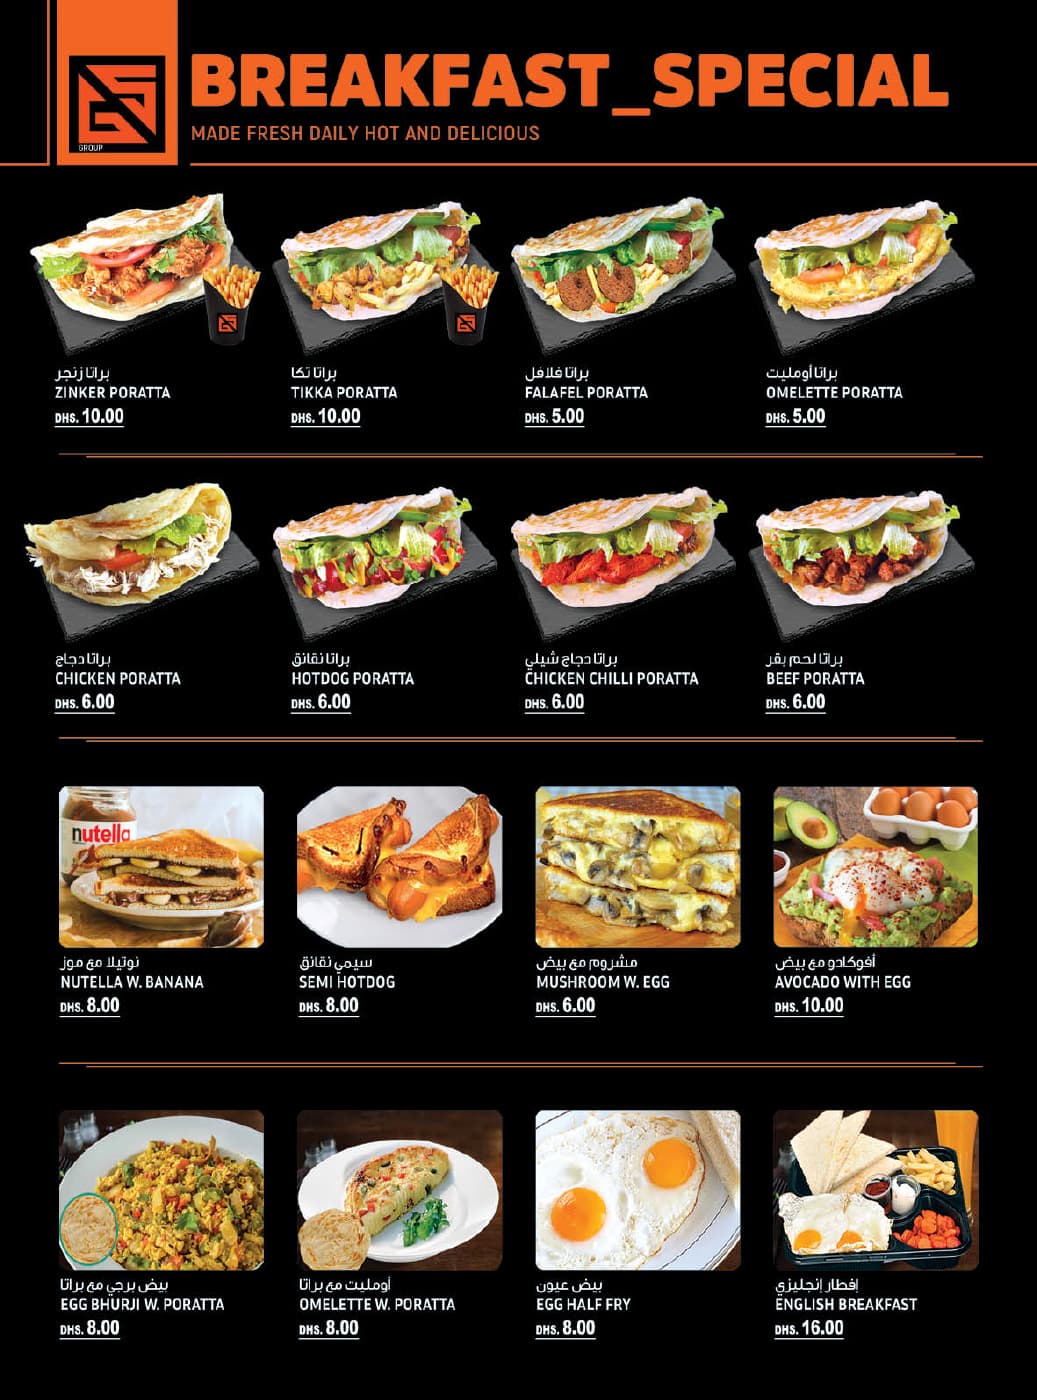 GROUP
BREAKFAST_SPECIAL
MADE FRESH DAILY HOT AND DELICIOUS
براتا زنجر
ZINKER PORATTA
DHS. 10.00
براتا تكا
TIKKA PORATTA
DHS. 10.00
براتا فلافل
FALAFEL PORATTA
DHS. 5.00
براتا أومليت
OMELETTE PORATTA
DHS. 5.00
براتا دجاج
CHICKEN PORATTA
DHS. 6.00
براتا نقانق
HOTDOG PORATTA
DHS. 6.00
براتا دجاج شيلي
CHICKEN CHILLI PORATTA
DHS. 6.00
براتا لحم بقر
BEEF PORATTA
DHS. 6.00
nutella
نوتيلا مع موز
NUTELLA W. BANANA
DHS. 8.00
سيمي نقانق
SEMI HOTDOG
DHS. 8.00
مشروم مع بيض
MUSHROOM W. EGG
DHS. 6.00
أفوكادو مع بيض
AVOCADO WITH EGG
DHS. 10.00
بيض برجي مع براتا
EGG BHURJI W. PORATTA
DHS. 8.00
أومليت مع براتا
OMELETTE W. PORATTA
DHS. 8.00
بيض عيون
EGG HALF FRY
DHS. 8.00
إفطار إنجليزي
ENGLISH BREAKFAST
DHS. 16.00